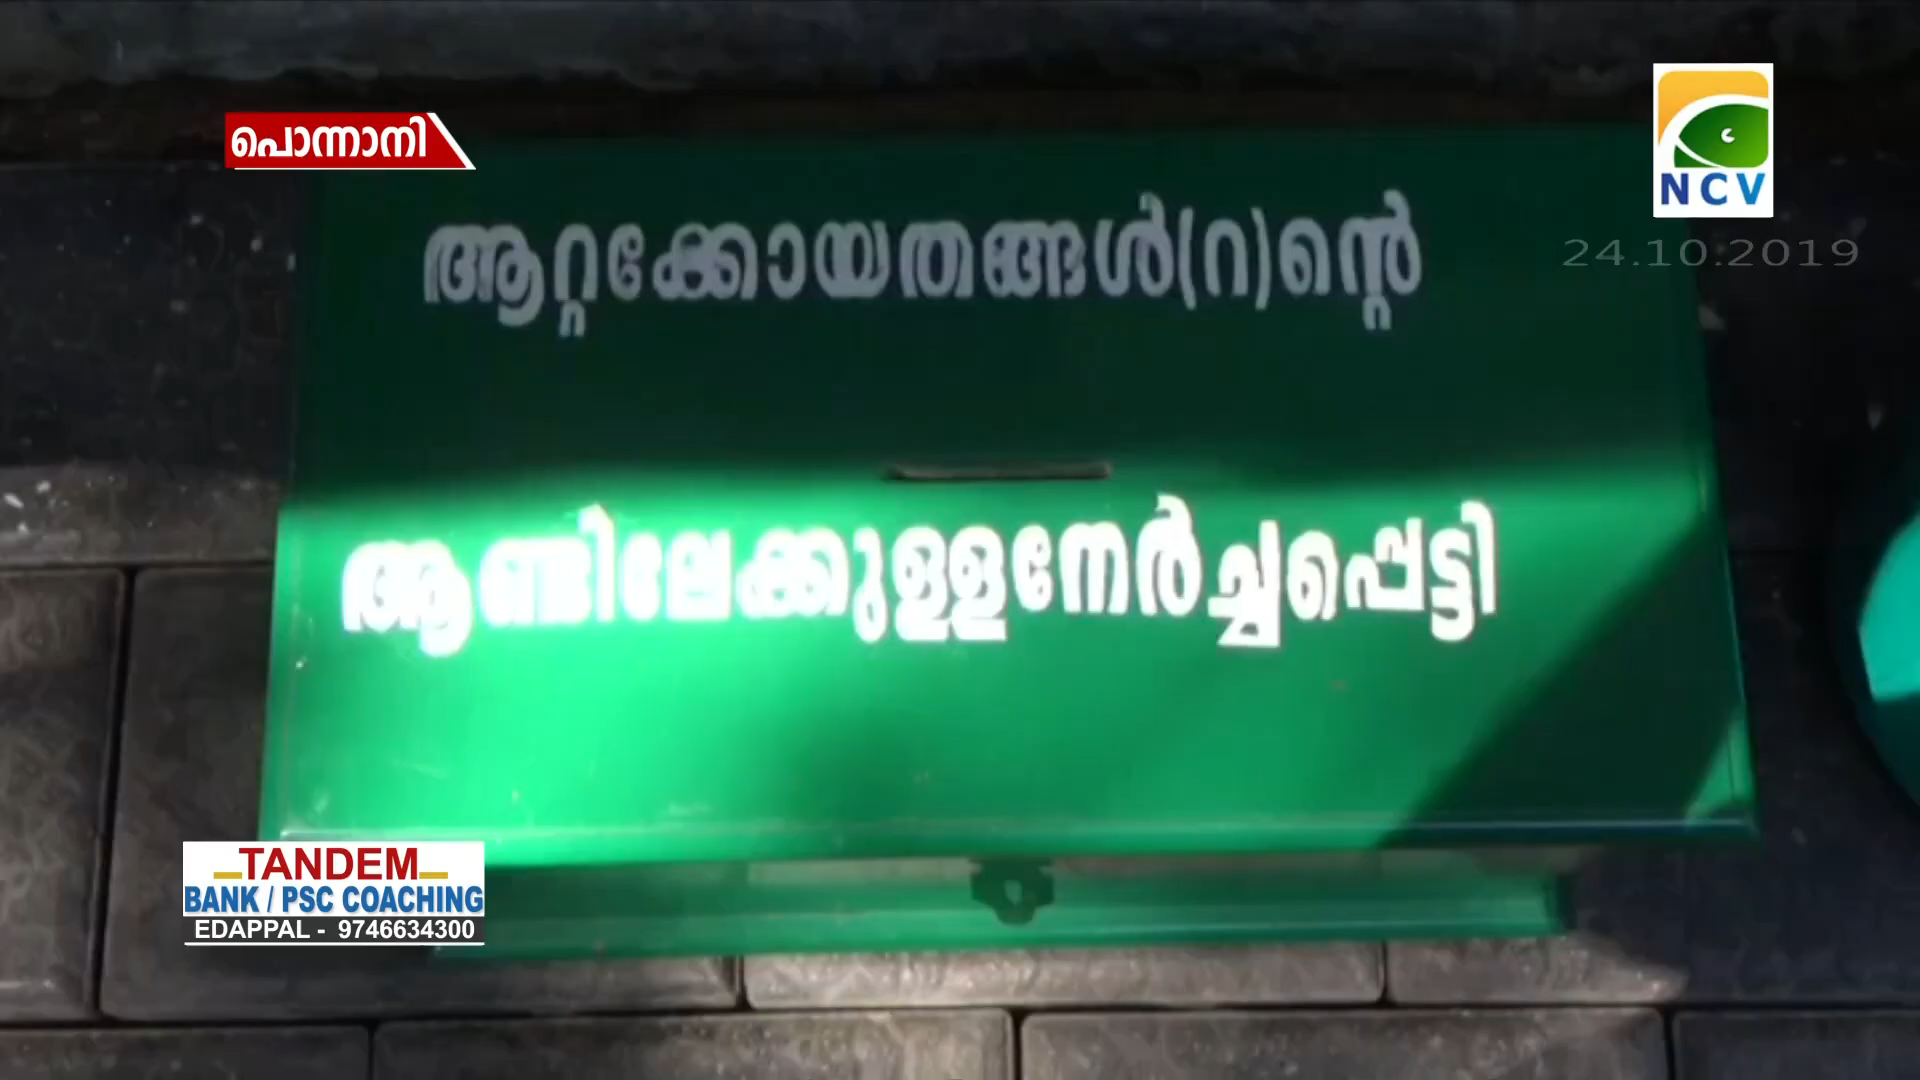 പൊന്നാനി
NCV
24.10.2019
ആറ്റക്കോയതങ്ങൾ(റ)ന്റെ
ആണ്ടിലേക്കുള്ളനേർച്ചപ്പെട്ടി
TANDEM
BANK / PSC COACHING
EDAPPAL - 9746634300